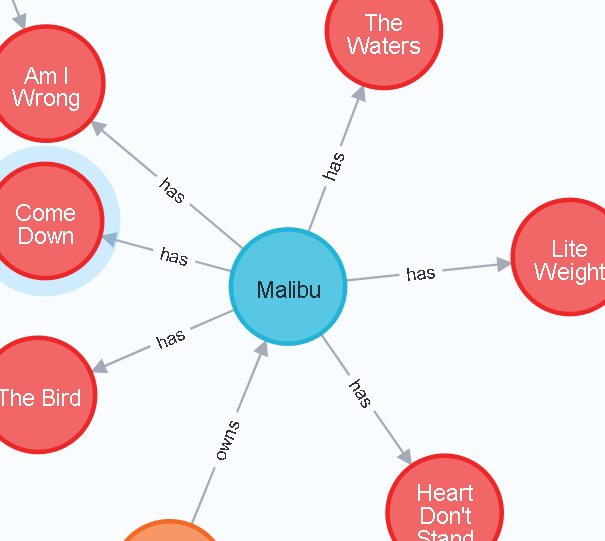 The
Waters
Am I
Wrong
has
has
Come
Down
has
has
Lite
Weight
Malibu
has
The Bird
has
owns
Heart
Don't
Stand